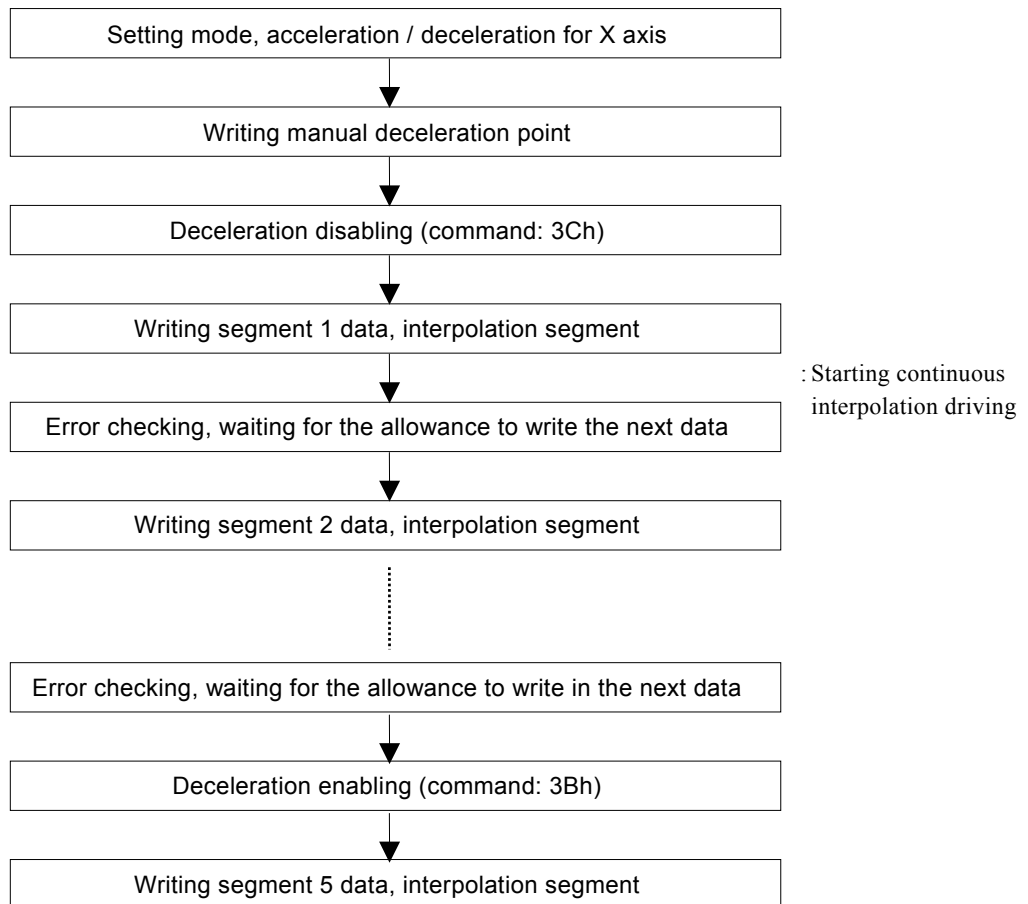 Setting mode, acceleration / deceleration for X axis
Writing manual deceleration point
Deceleration disabling (command: 3Ch)
Writing segment 1 data, interpolation segment
: Starting continuous
interpolation driving
Error checking, waiting for the allowance to write the next data
Writing segment 2 data, interpolation segment
Error checking, waiting for the allowance to write in the next data
Deceleration enabling (command: 3Bh)
Writing segment 5 data, interpolation segment